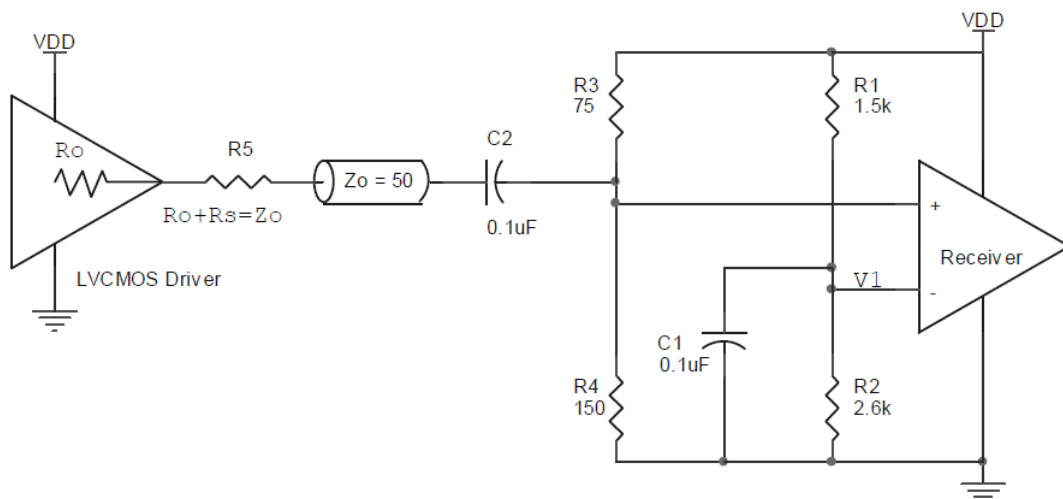 VDD
Ro
R5
Ro+Rs=Zo
LVCMOS Driver
Zo = 50
C2
0.1uF
R3
75
R4
150
C1
0.1uF
VDD
R1
1.5k
V1
R2
2.6k
+
-
Receiver